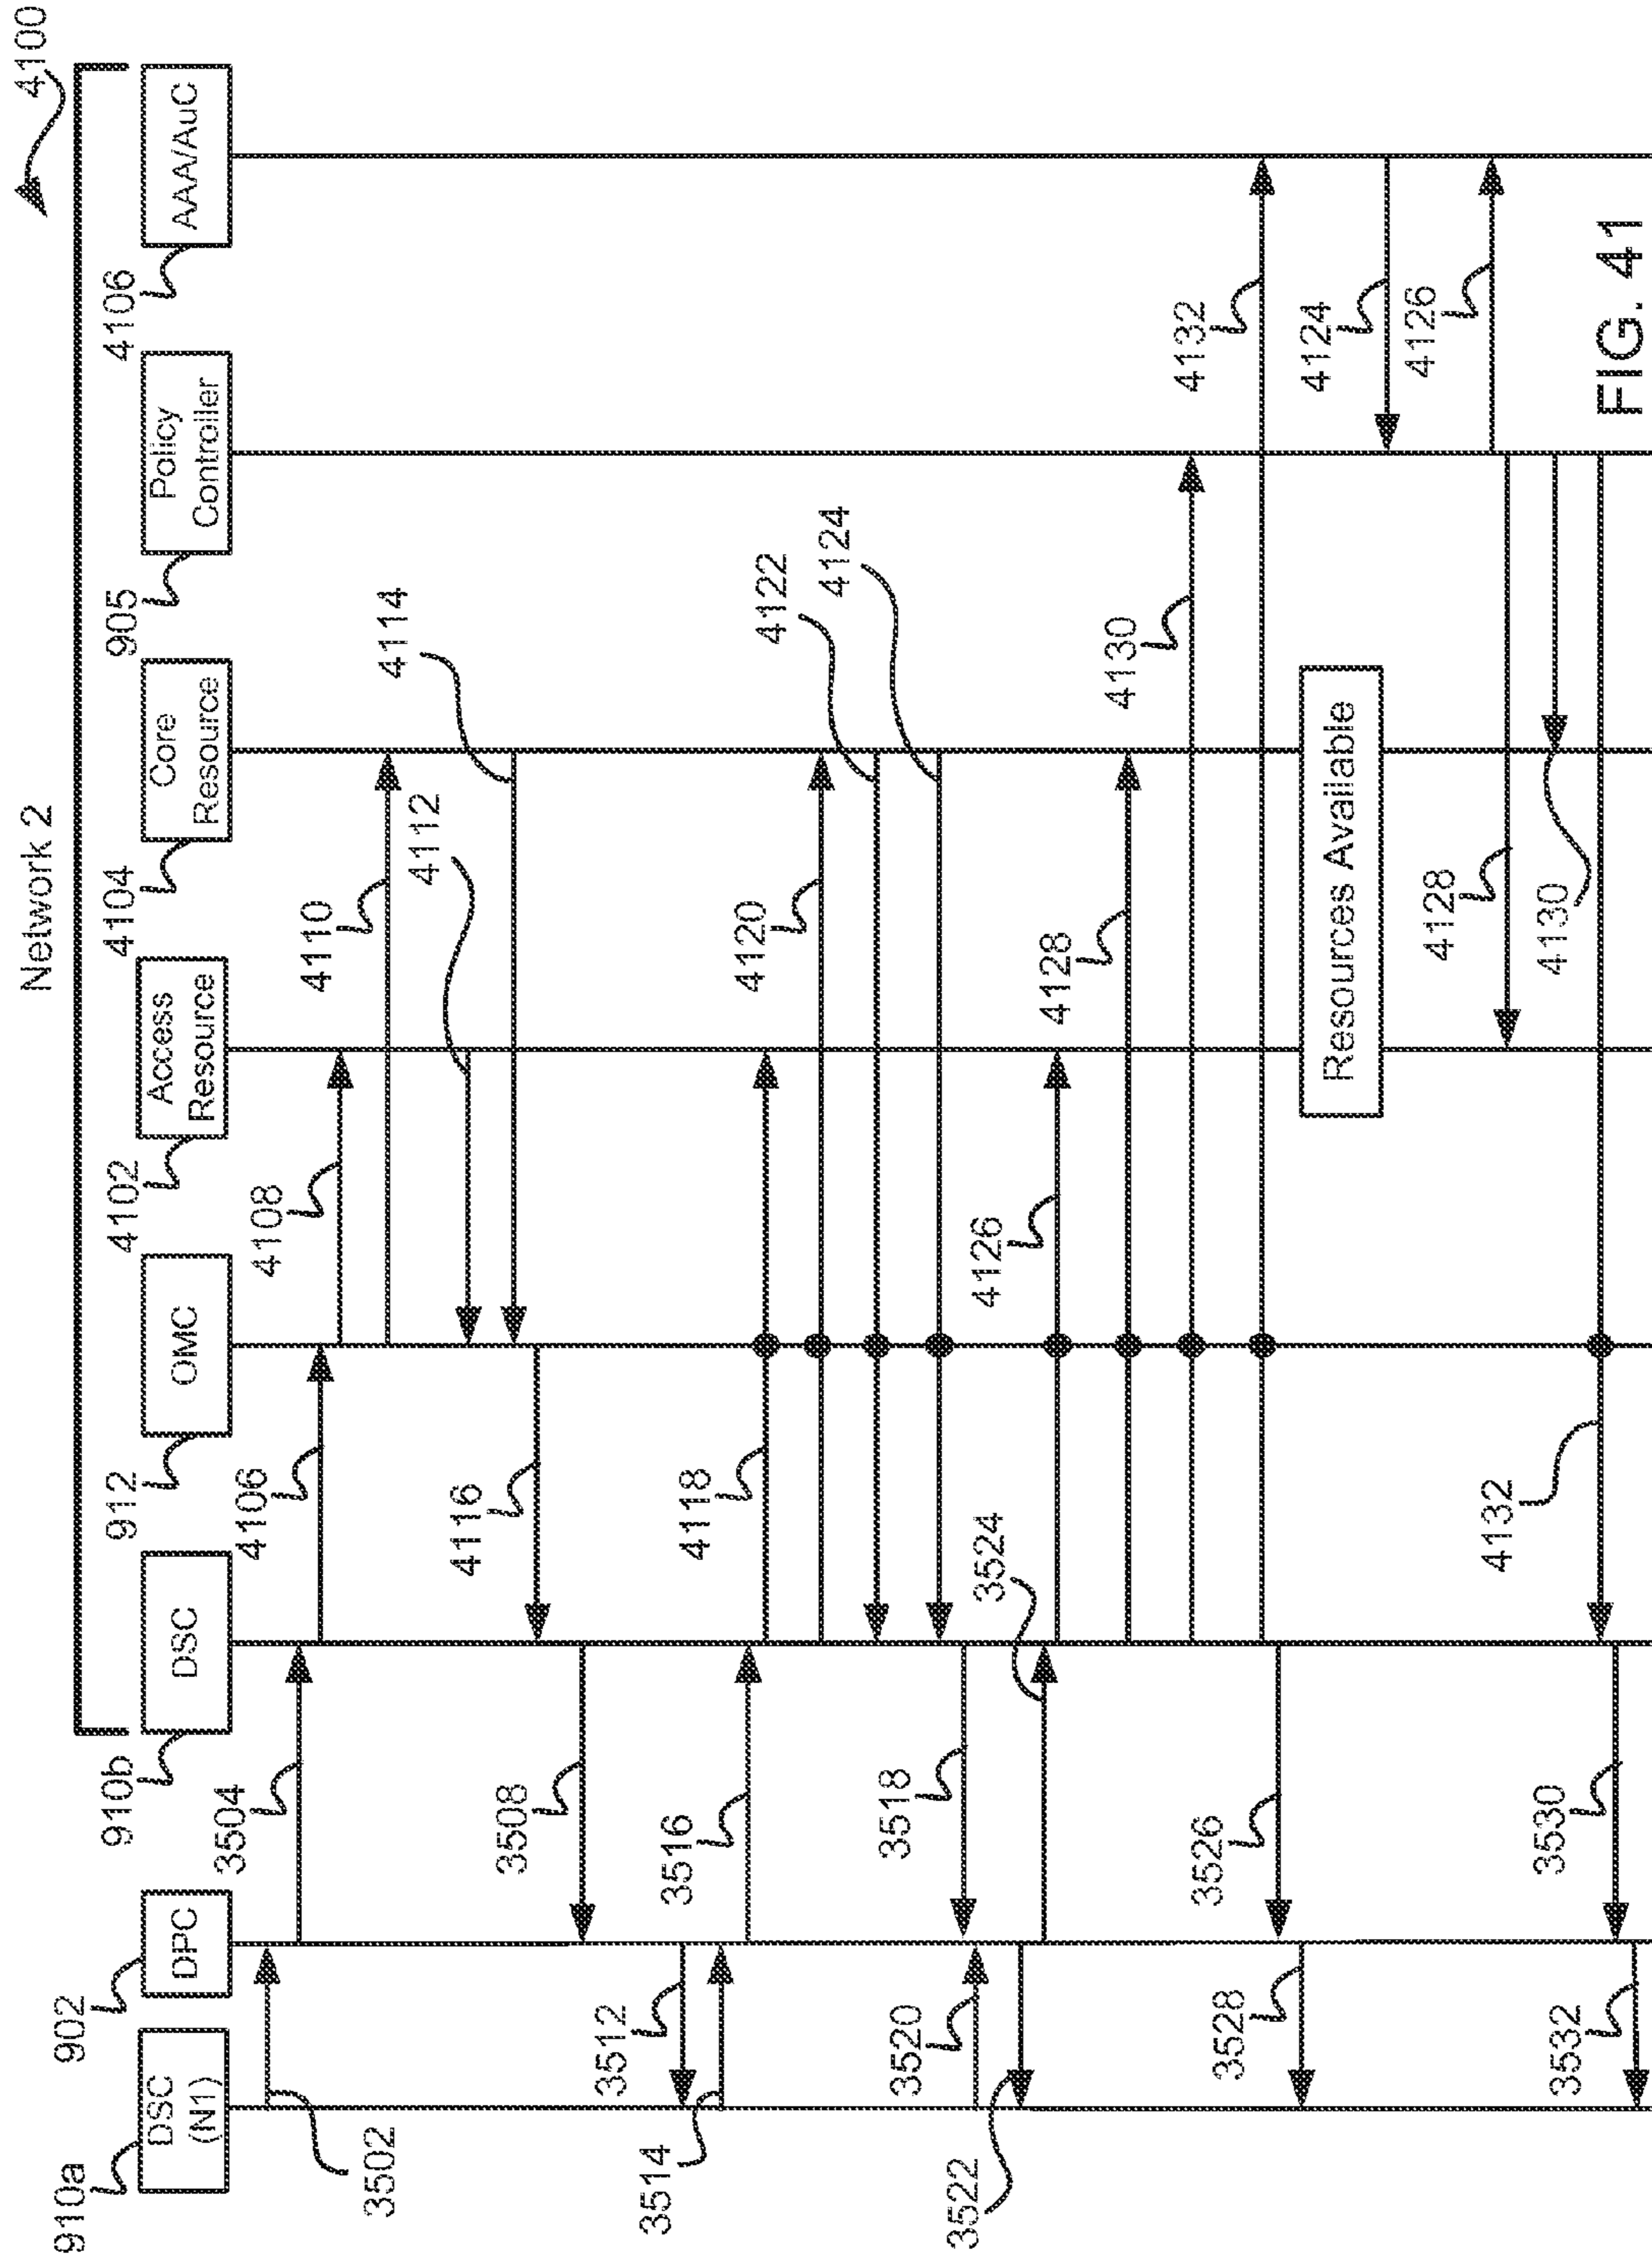 4100
Network 2
910a
902
910b
912
4102
4104
905
4106
DSC
(N1)
DPC
DSC
OMC
Access
Resource
Core
Resource
Policy
Controller
AAA/AuC
3502
3504
4106
4108
4110
4112
4114
4116
3508
3512
3514
3516
4118
4120
4122
4124
3518
3520
3522
3524
4126
4128
4130
4132
3526
3528
Resources Available
4124
4126
4128
4130
4132
3530
3532
FIG. 41